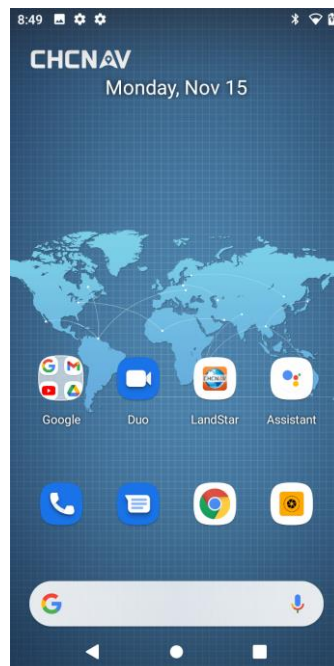 8:49
CHCNAV
Monday, Nov 15
Google
Duo
LandStar
Assistant